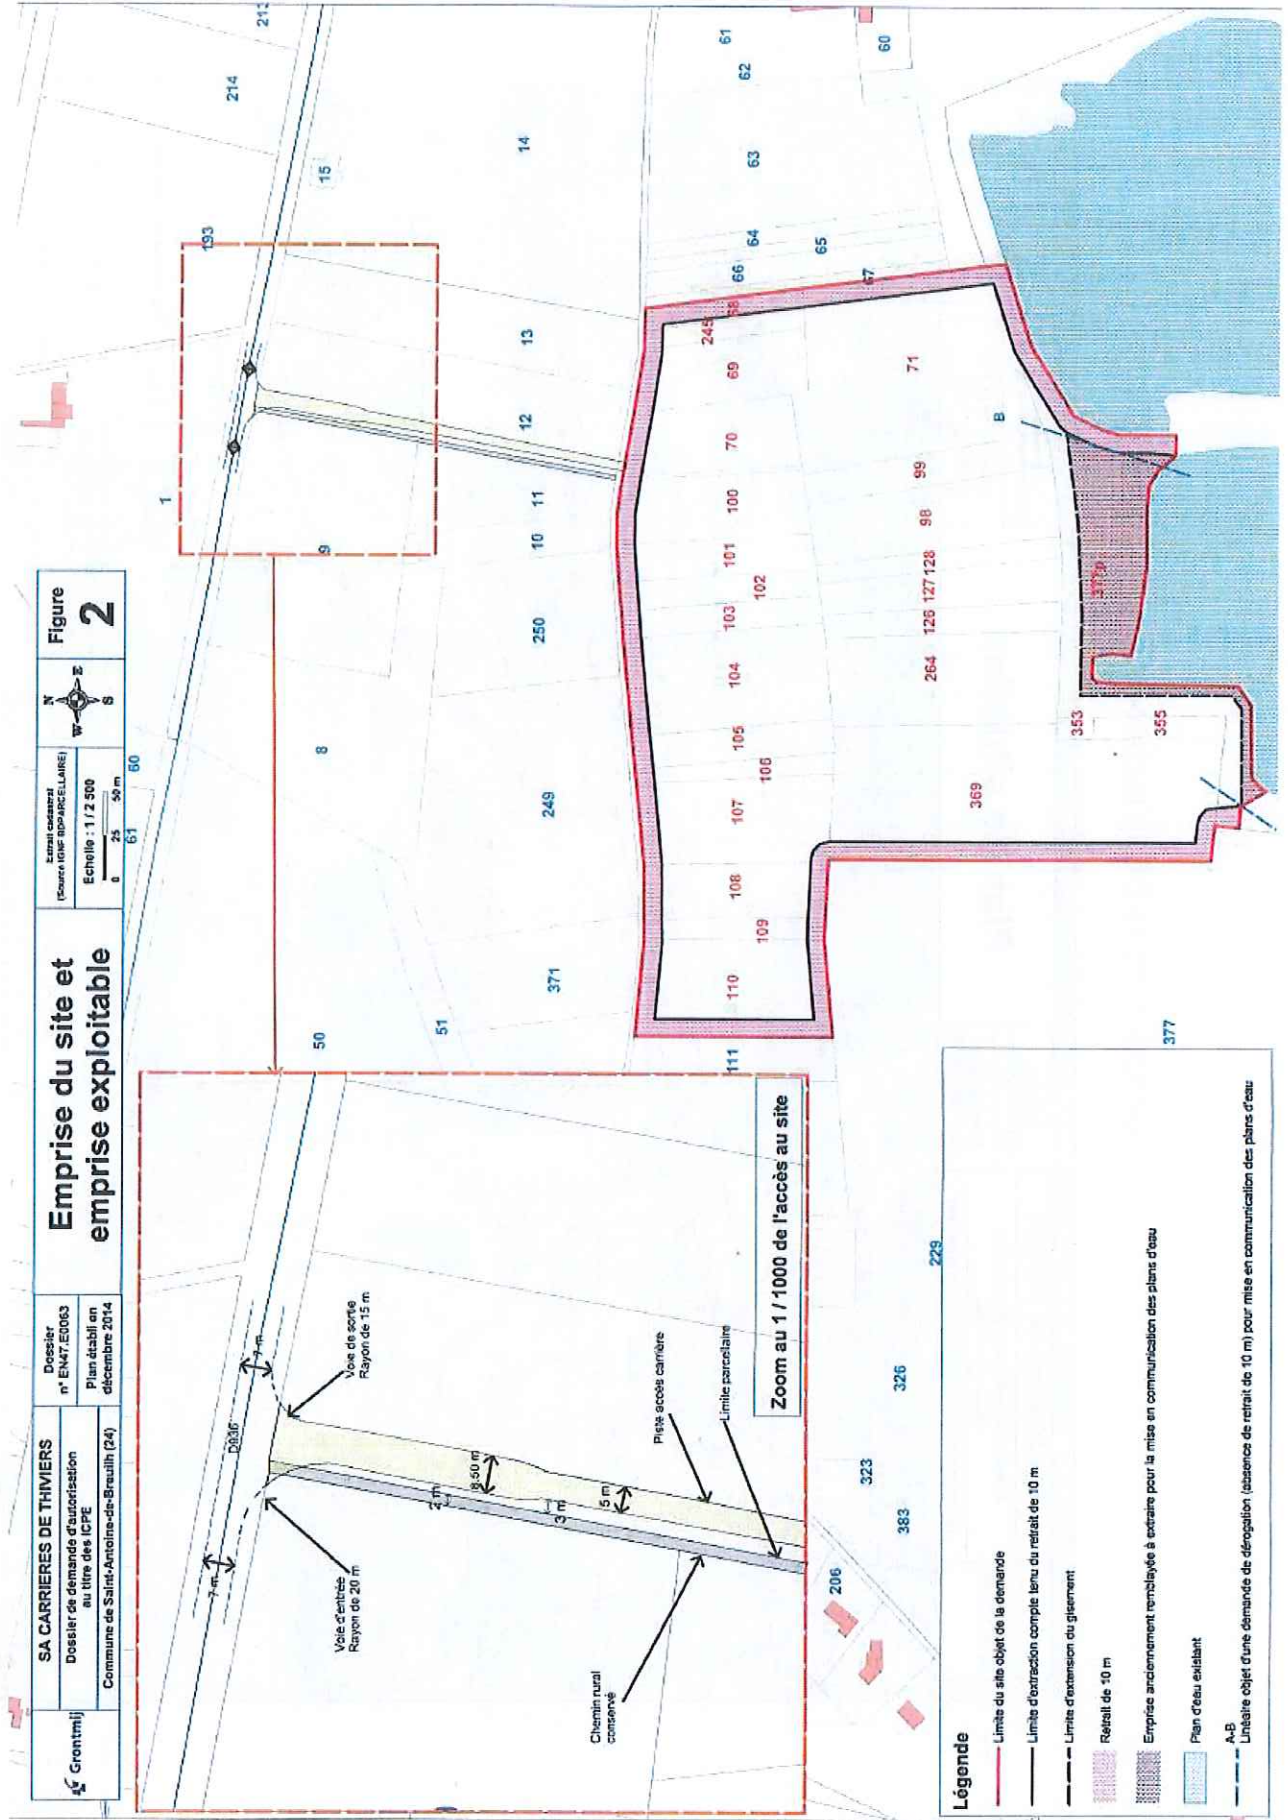 Grontmij
SA CARRIERES DE THIVIERS
Dossier de demande d'autorisation
au titre des ICPE
Commune de Saint-Antoine-de-Breuilh (24)
Dossier
n° EN47.E0063
Plan établi en
décembre 2014
Emprise du site et
emprise exploitable
Extrait cadastral
(Source IGN® BDPARCELLAIRE)
Echelle : 1 / 2 500
0 25 50 m
N
W E
S
Figure
2
D936
7 m
7 m
Voie d'entrée
Rayon de 20 m
Voie de sortie
Rayon de 15 m
8.50 m
2 m
3 m
5 m
Piste accès carrière
Limite parcellaire
Chemin rural
conservé
Zoom au 1 / 1000 de l'accès au site
61
60
1
193
214
213
15
8
9
50
51
371
249
250
10
11
12
13
14
111
110
109
108
107
106
105
104
103
102
101
100
70
69
245
68
66
64
63
62
61
65
67
60
369
264
126
127
128
98
99
71
353
355
377p
B
377
229
326
323
383
206
Légende
Limite du site objet de la demande
Limite d'extraction compte tenu du retrait de 10 m
Limite d'extension du gisement
Retrait de 10 m
Emprise anciennement remblayée à extraire pour la mise en communication des plans d'eau
Plan d'eau existant
A-B
Linéaire objet d'une demande de dérogation (absence de retrait de 10 m) pour mise en communication des plans d'eau